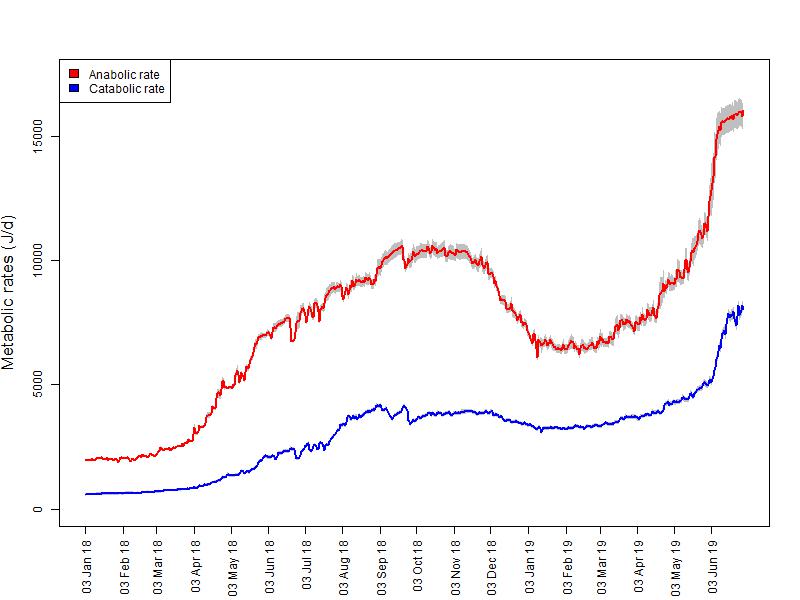 Anabolic rate
Catabolic rate
Metabolic rates (J/d)
15000
10000
5000
0
03 Jan 18
03 Feb 18
03 Mar 18
03 Apr 18
03 May 18
03 Jun 18
03 Jul 18
03 Aug 18
03 Sep 18
03 Oct 18
03 Nov 18
03 Dec 18
03 Jan 19
03 Feb 19
03 Mar 19
03 Apr 19
03 May 19
03 Jun 19